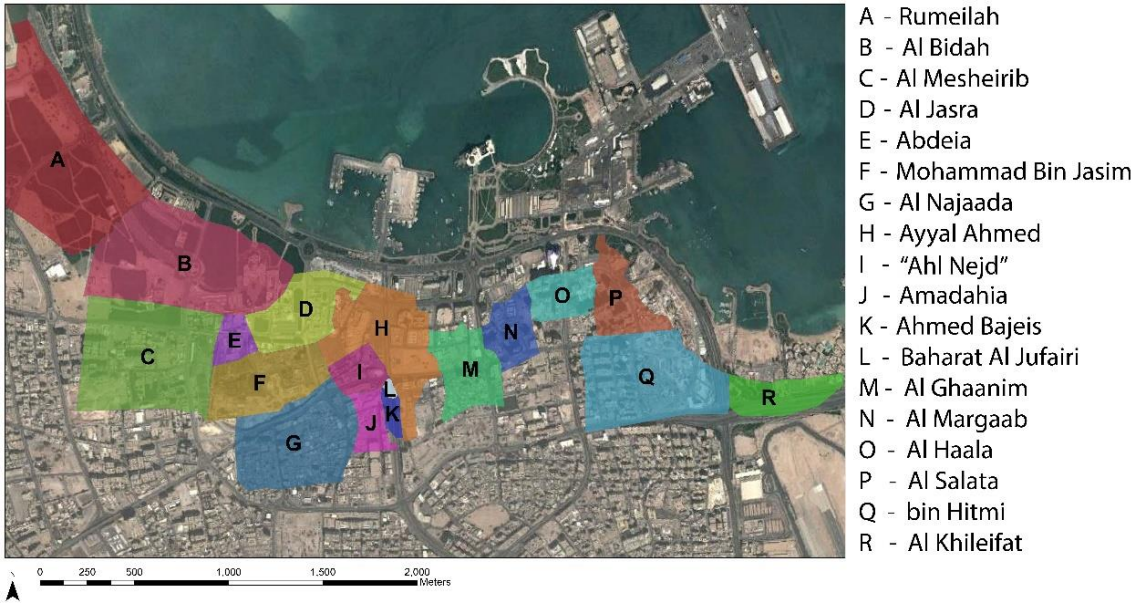 A - Rumeilah
B - Al Bidah
C - Al Mesheirib
D - Al Jasra
E - Abdeia
F - Mohammad Bin Jasim
G - Al Najaada
H - Ayyal Ahmed
I - “Ahl Nejd”
J - Amadahia
K - Ahmed Bajeis
L - Baharat Al Jufairi
M - Al Ghaanim
N - Al Margaab
O - Al Haala
P - Al Salata
Q - bin Hitmi
R - Al Khileifat
A
B
C
D
E
F
G
H
I
J
K
L
M
N
O
P
Q
R
0 250 500 1,000 1,500 2,000
Meters